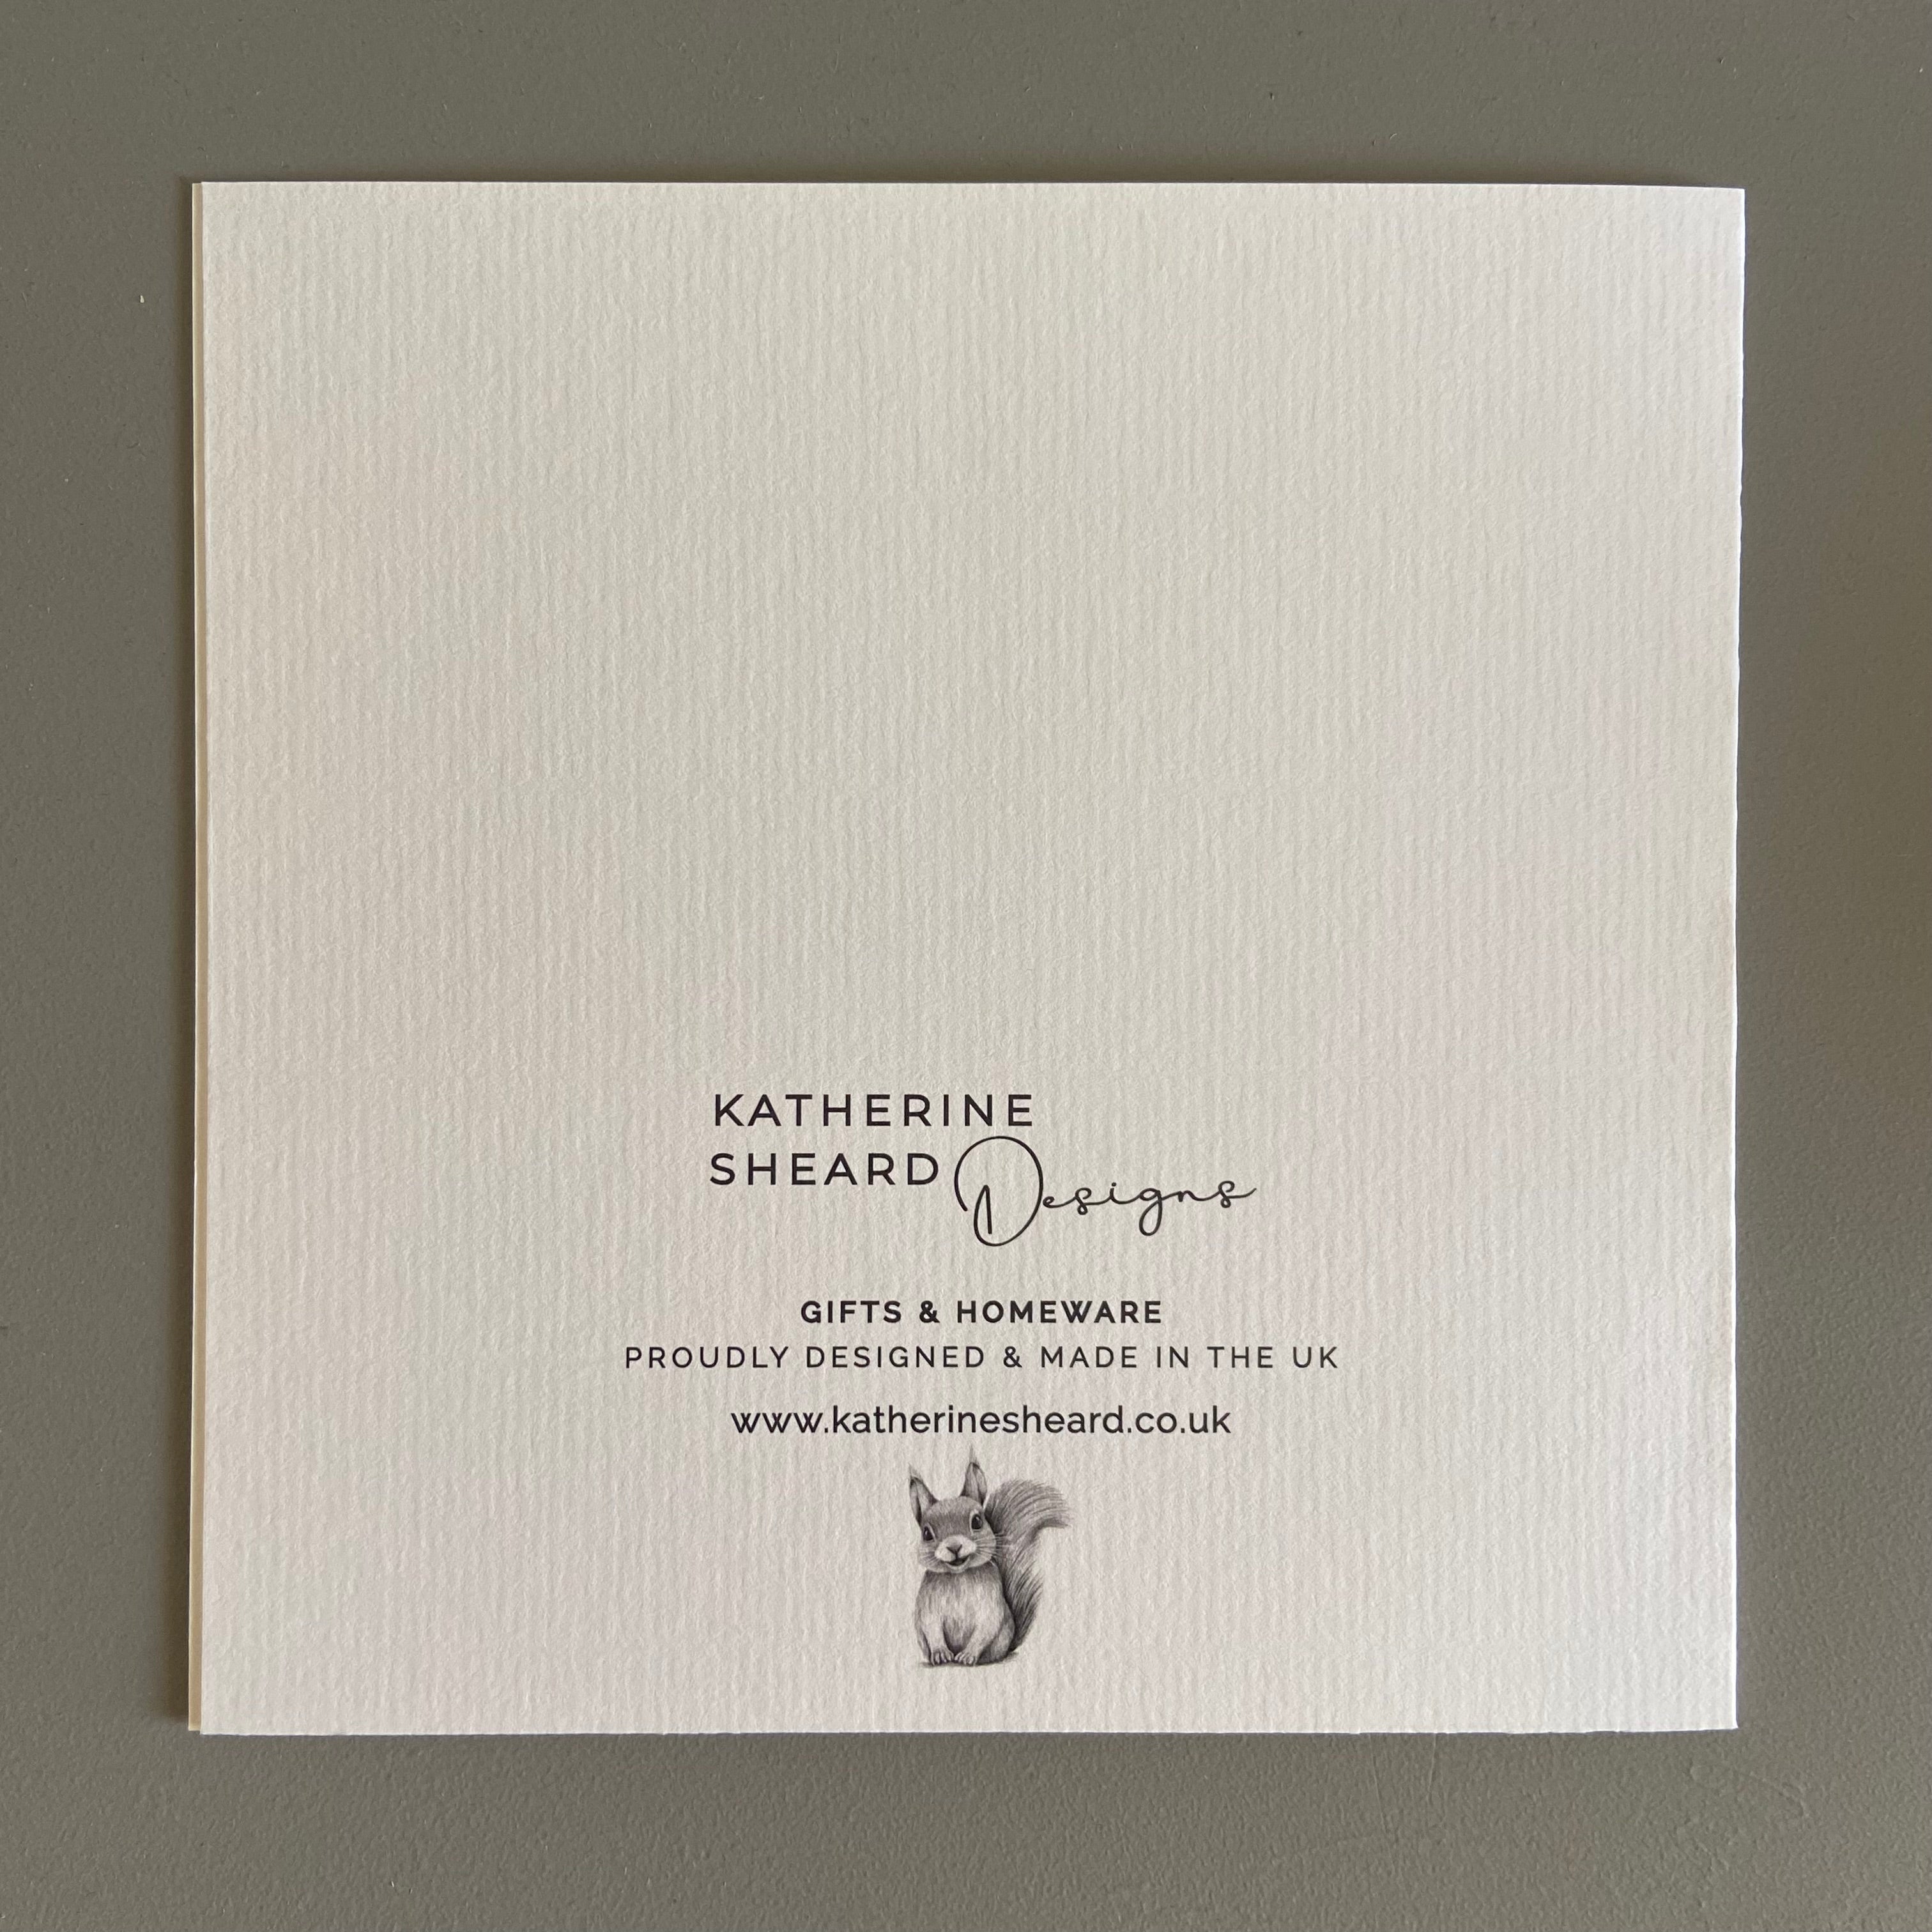 KATHERINE
SHEARD Designs
GIFTS & HOMEWARE
PROUDLY DESIGNED & MADE IN THE UK
www.katherinesheard.co.uk